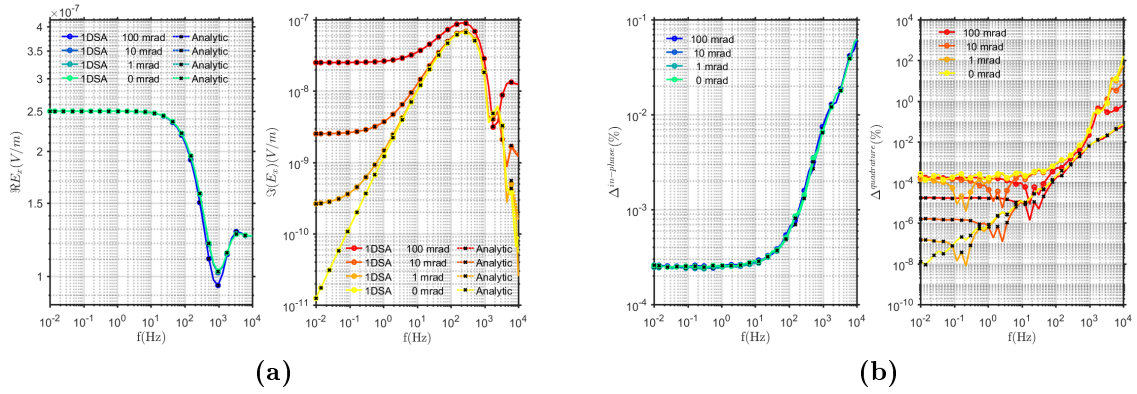 ×10⁻⁷
3.5
3
2.5
2
1.5
1
ℜE_x(V/m)
1DSA 100 mrad Analytic
1DSA 10 mrad Analytic
1DSA 1 mrad Analytic
1DSA 0 mrad Analytic
10⁻² 10⁻¹ 10⁰ 10¹ 10² 10³ 10⁴
f(Hz)
10⁻⁷
10⁻⁸
10⁻⁹
10⁻¹⁰
10⁻¹¹
ℑ(E_x)(V/m)
1DSA 100 mrad Analytic
1DSA 10 mrad Analytic
1DSA 1 mrad Analytic
1DSA 0 mrad Analytic
10⁻² 10⁻¹ 10⁰ 10¹ 10² 10³ 10⁴
f(Hz)
(a)
10⁻¹
10⁻²
10⁻³
10⁻⁴
Δ^{in−phase}(%)
100 mrad
10 mrad
1 mrad
0 mrad
10⁻² 10⁻¹ 10⁰ 10¹ 10² 10³ 10⁴
f(Hz)
10⁴
10²
10⁰
10⁻²
10⁻⁴
10⁻⁶
10⁻⁸
10⁻¹⁰
Δ^{quadrature}(%)
100 mrad
10 mrad
1 mrad
0 mrad
10⁻² 10⁻¹ 10⁰ 10¹ 10² 10³ 10⁴
f(Hz)
(b)